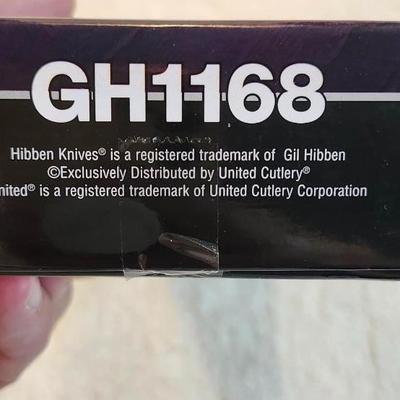 GH1168
Hibben Knives® is a registered trademark of Gil Hibben
©Exclusively Distributed by United Cutlery®
nited® is a registered trademark of United Cutlery Corporation